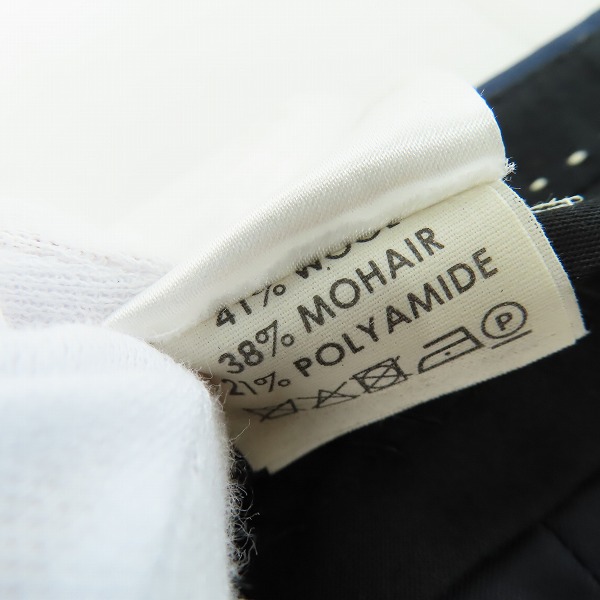 41% WOOL
38% MOHAIR
21% POLYAMIDE
P